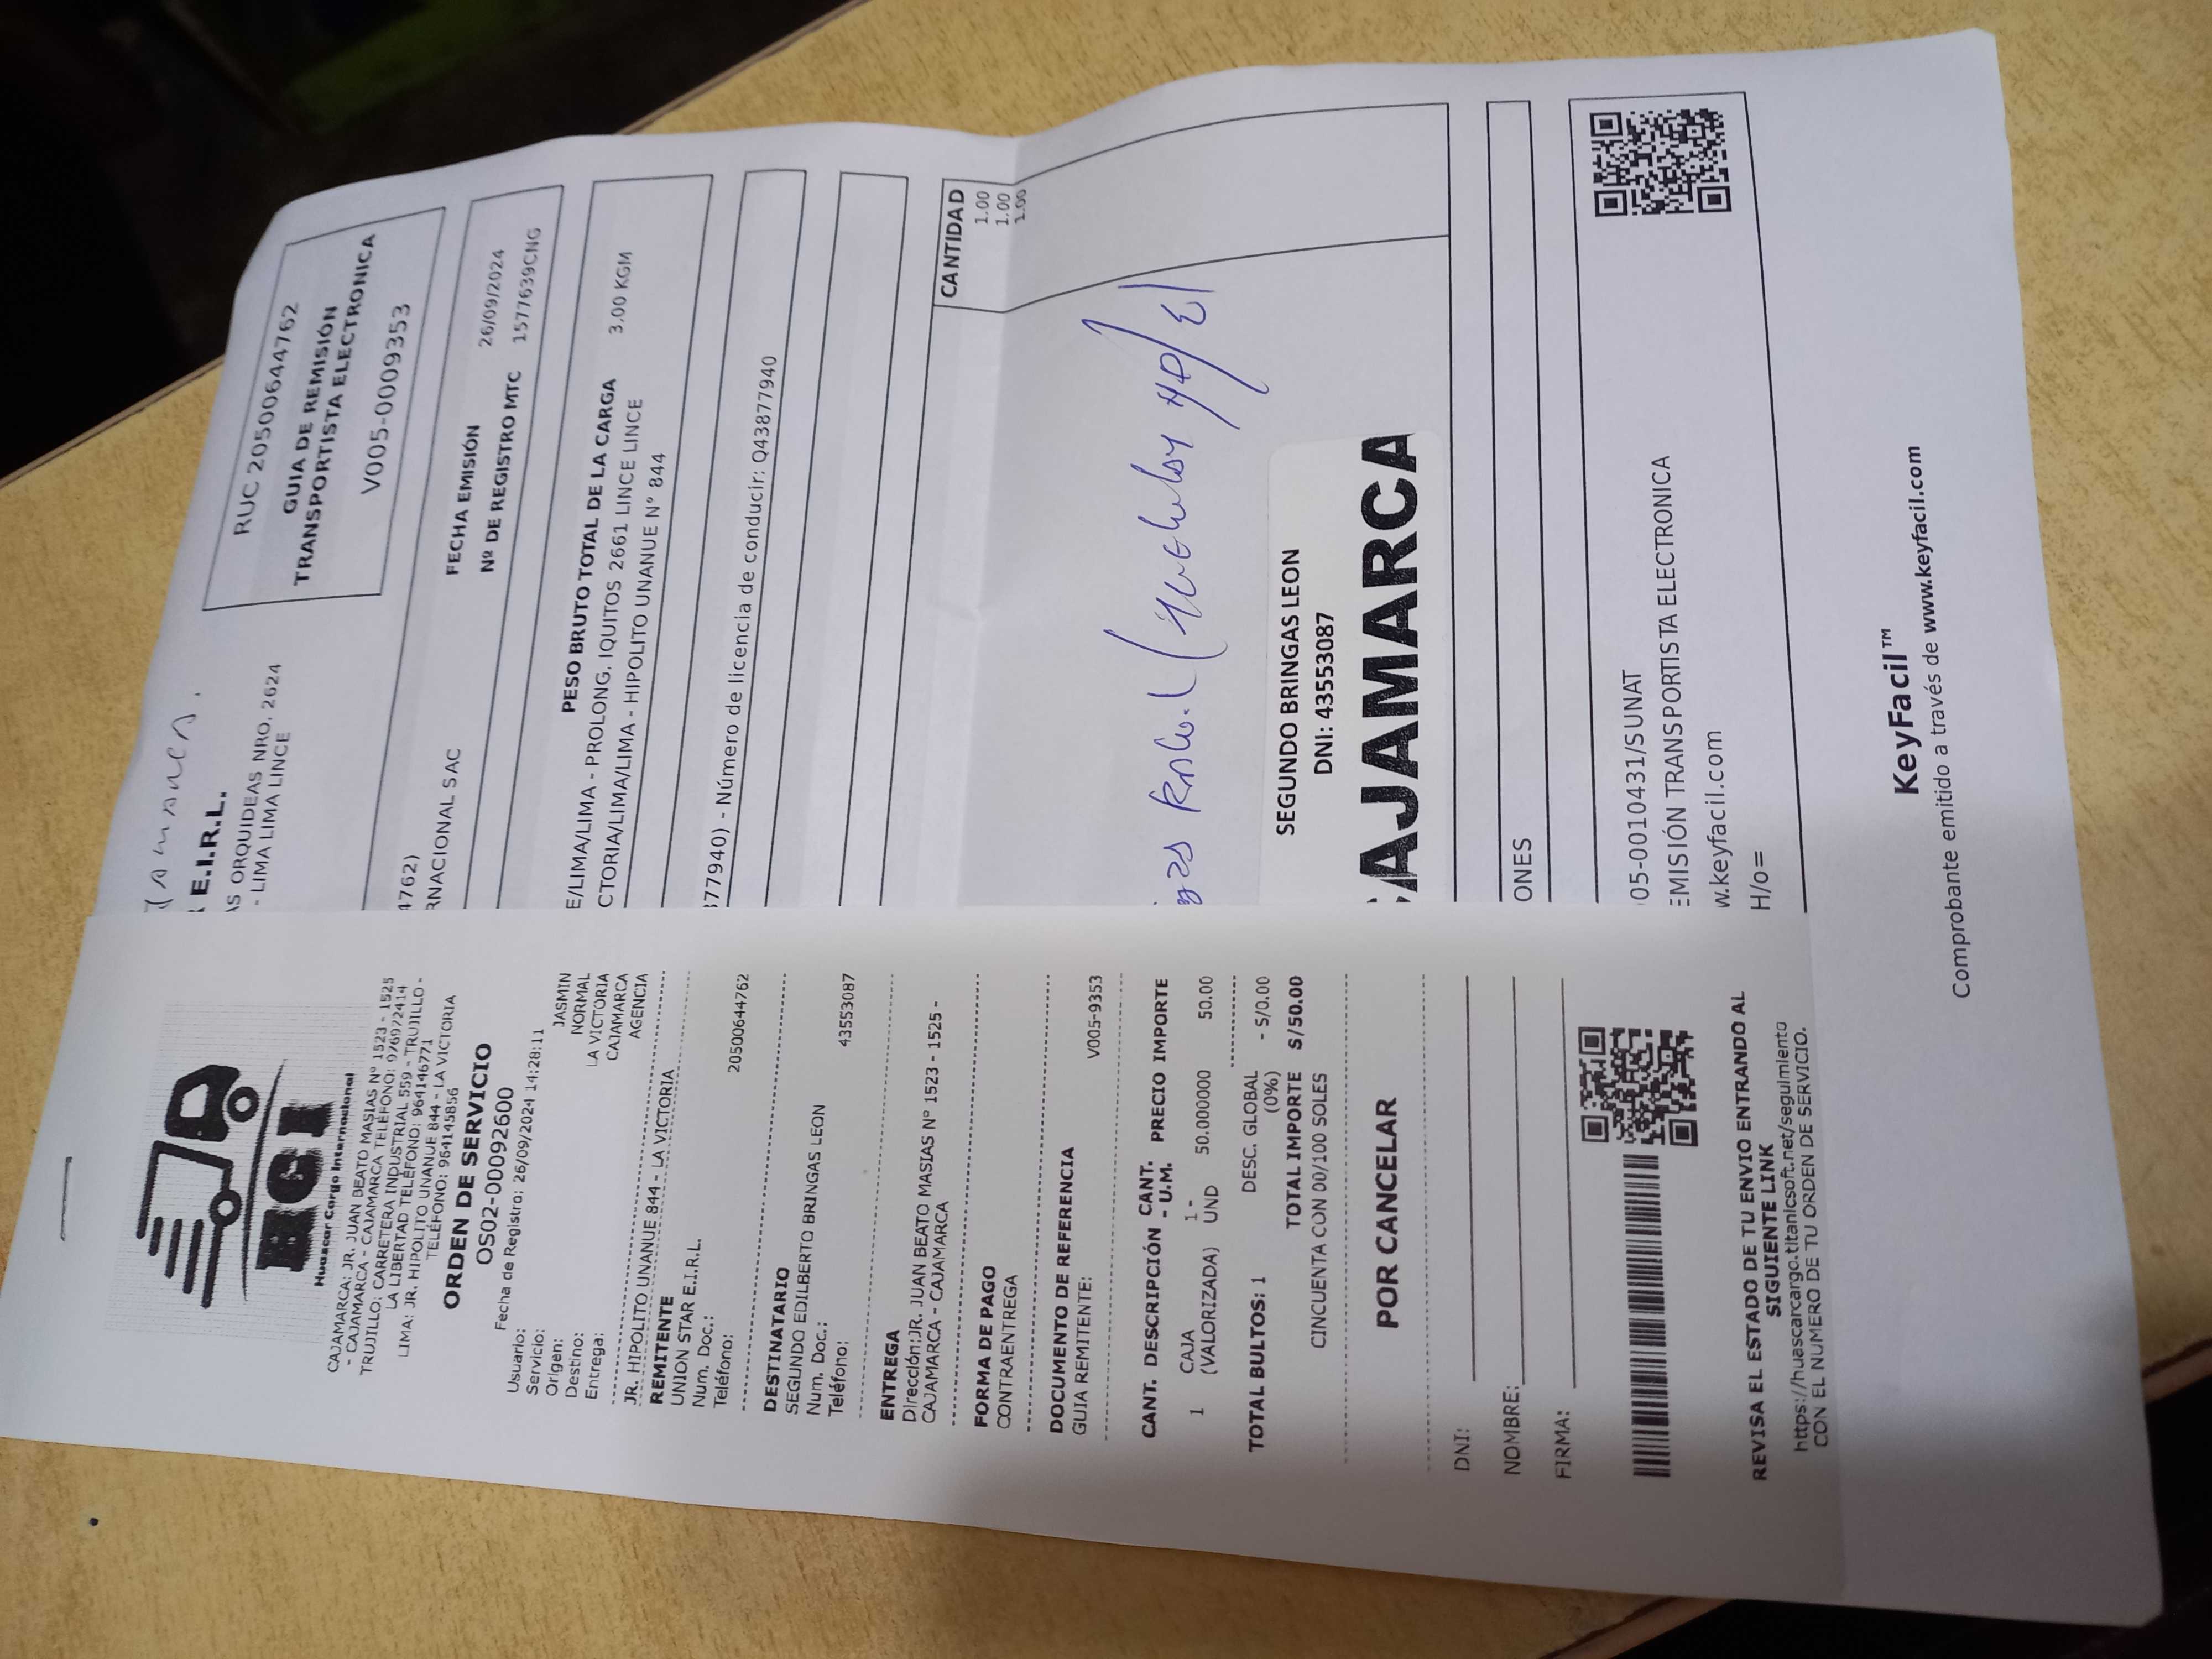 HCI
Huascar Cargo Internacional
CAJAMARCA: JR. JUAN BEATO MASIAS Nº 1523 - 1525
- CAJAMARCA - CAJAMARCA TELÉFONO: 976972414
TRUJILLO: CARRETERA INDUSTRIAL 559 - TRUJILLO -
LA LIBERTAD TELÉFONO: 964146771
LIMA: JR. HIPOLITO UNANUE 844 - LA VICTORIA
TELÉFONO: 964145856
ORDEN DE SERVICIO
OS02-00092600
Fecha de Registro: 26/09/2024 14:28:11
Usuario: JASMIN
Servicio: NORMAL
Origen: LA VICTORIA
Destino: CAJAMARCA
Entrega: AGENCIA
JR. HIPOLITO UNANUE 844 - LA VICTORIA
REMITENTE
UNION STAR E.I.R.L.
Num. Doc.: 20500644762
Teléfono:
DESTINATARIO
SEGUNDO EDILBERTO BRINGAS LEON
Num. Doc.: 43553087
Teléfono:
ENTREGA
Dirección:JR. JUAN BEATO MASIAS Nº 1523 - 1525 -
CAJAMARCA - CAJAMARCA
FORMA DE PAGO
CONTRAENTREGA
DOCUMENTO DE REFERENCIA
GUIA REMITENTE: V005-9353
CANT. DESCRIPCIÓN CANT. - U.M. PRECIO IMPORTE
1 CAJA (VALORIZADA) 1 - UND 50.000000 50.00
TOTAL BULTOS: 1
DESC. GLOBAL (0%) - S/0.00
TOTAL IMPORTE S/50.00
CINCUENTA CON 00/100 SOLES
POR CANCELAR
DNI:
NOMBRE:
FIRMA:
REVISA EL ESTADO DE TU ENVIO ENTRANDO AL
SIGUIENTE LINK
https://huascarcargo.titanicsoft.net/seguimiento
CON EL NUMERO DE TU ORDEN DE SERVICIO.
E.I.R.L.
AS ORQUIDEAS NRO. 2624
- LIMA LIMA LINCE
RUC 20500644762
GUIA DE REMISIÓN
TRANSPORTISTA ELECTRONICA
V005-0009353
4762)
RNACIONAL SAC
FECHA EMISIÓN 26/09/2024
Nº DE REGISTRO MTC 1577639CNG
PESO BRUTO TOTAL DE LA CARGA 3.00 KGM
E/LIMA/LIMA - PROLONG. IQUITOS 2661 LINCE LINCE
CTORIA/LIMA/LIMA - HIPOLITO UNANUE N° 844
377940) - Número de licencia de conducir: Q43877940
CANTIDAD
1.00
1.00
1.00
SEGUNDO BRINGAS LEON
DNI: 43553087
CAJAMARCA
ONES
05-0010431/SUNAT
EMISIÓN TRANSPORTISTA ELECTRONICA
w.keyfacil.com
H/o=
KeyFacil™
Comprobante emitido a través de www.keyfacil.com